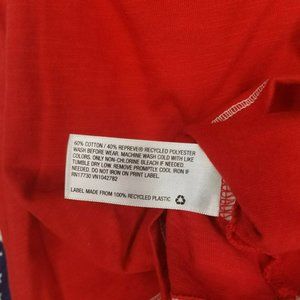 60% COTTON / 40% REPREVE® RECYCLED POLYESTER
WASH BEFORE WEAR. MACHINE WASH COLD WITH LIKE
COLORS. ONLY NON-CHLORINE BLEACH IF NEEDED.
TUMBLE DRY LOW. REMOVE PROMPTLY. COOL IRON IF
NEEDED. DO NOT IRON ON PRINT LABEL.
RN17730 VN1042782
LABEL MADE FROM 100% RECYCLED PLASTIC